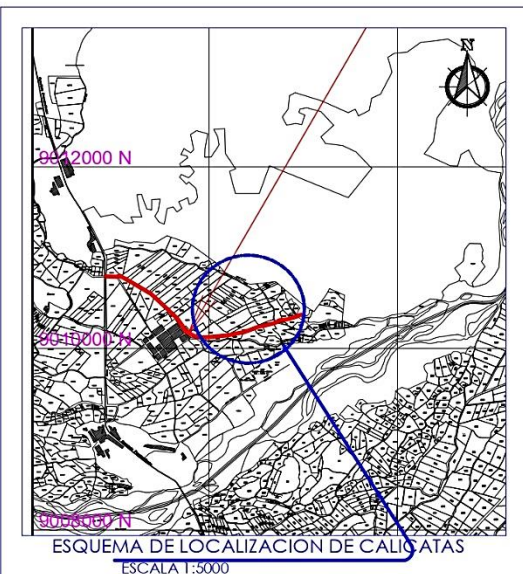 N
9012000 N
9010000 N
9008000 N
ESQUEMA DE LOCALIZACION DE CALICATAS
ESCALA 1:5000